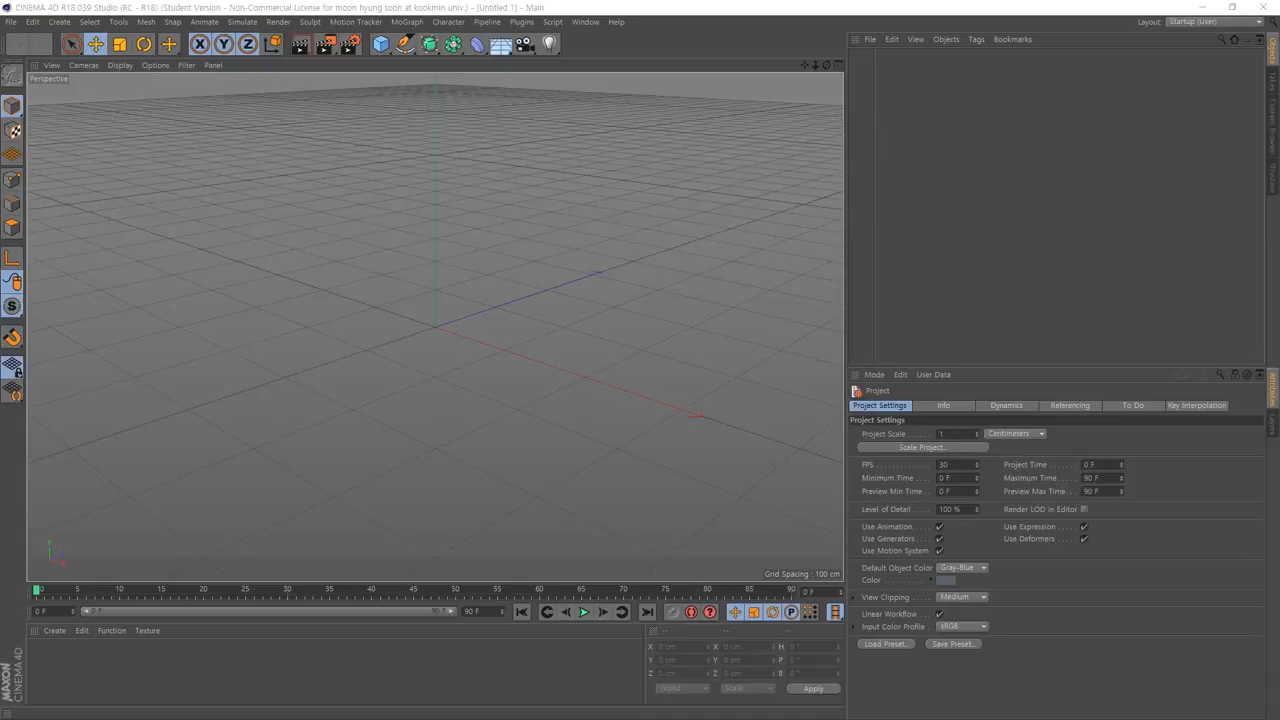 CINEMA 4D R18.039 Studio (RC - R18) (Student Version - Non-Commercial License for moon hyung soon at kookmin univ.) - [Untitled 1] - Main
File Edit Create Select Tools Mesh Snap Animate Simulate Render Sculpt Motion Tracker MoGraph Character Pipeline Plugins Script Window Help
Layout: Startup (User)
X Y Z
File Edit View Objects Tags Bookmarks
View Cameras Display Options Filter Panel
Perspective
Objects
Takes
Content Browser
Structure
S
Y
X
Grid Spacing : 100 cm
Mode Edit User Data
Attributes
Layers
Project
Project Settings Info Dynamics Referencing To Do Key Interpolation
Project Settings
Project Scale 1 Centimeters
Scale Project...
FPS 30 Project Time 0 F
Minimum Time 0 F Maximum Time 90 F
Preview Min Time 0 F Preview Max Time 90 F
Level of Detail 100 % Render LOD in Editor
Use Animation Use Expression
Use Generators Use Deformers
Use Motion System
Default Object Color Gray-Blue
Color
View Clipping Medium
Linear Workflow
Input Color Profile sRGB
Load Preset... Save Preset...
0 5 10 15 20 25 30 35 40 45 50 55 60 65 70 75 80 85 90 0 F
0 F 0 F 90 F 90 F P
Create Edit Function Texture
-- -- --
X 0 cm X 0 cm H 0 °
Y 0 cm Y 0 cm P 0 °
Z 0 cm Z 0 cm B 0 °
World Scale Apply
MAXON CINEMA 4D